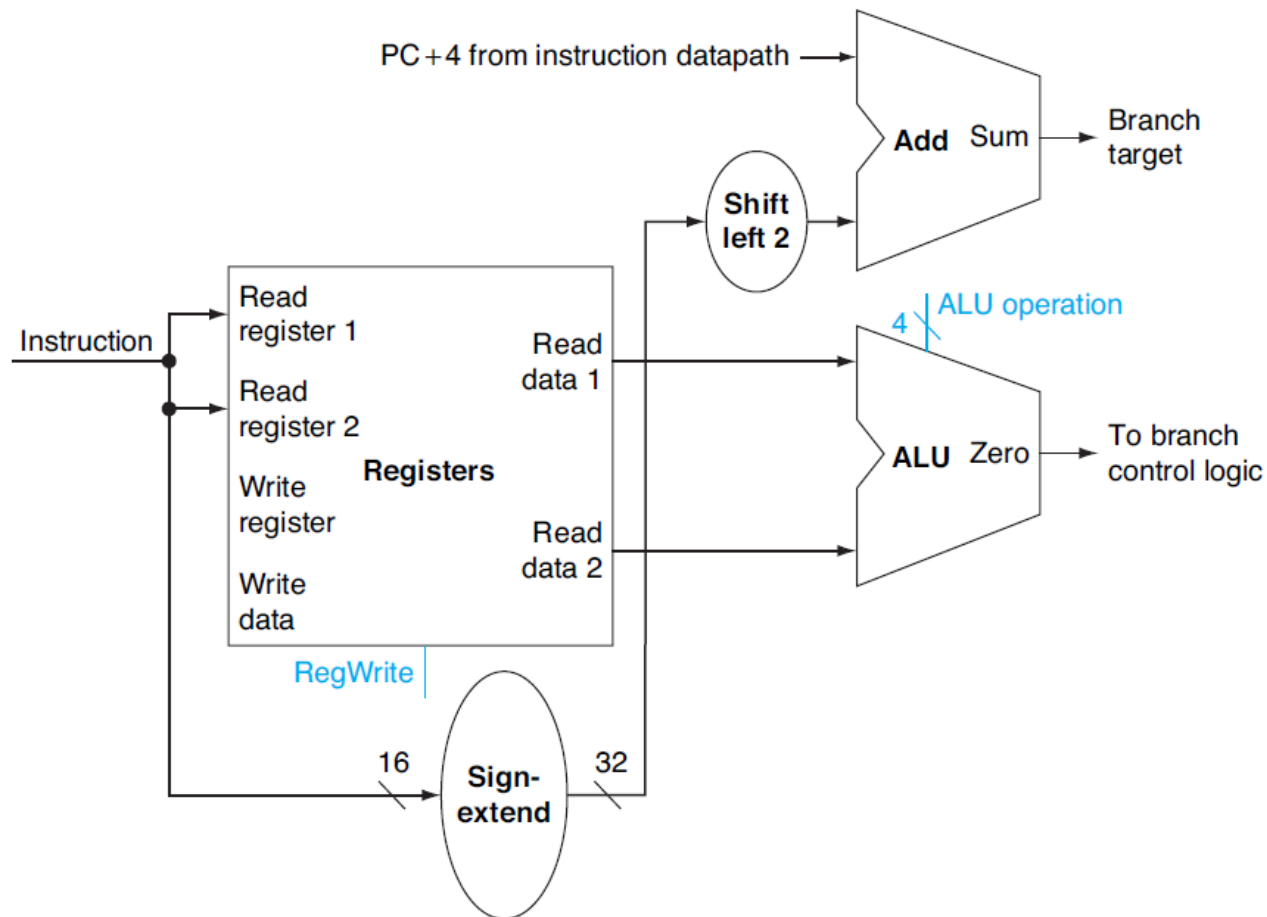 PC+4 from instruction datapath
Add Sum
Branch
target
Shift
left 2
Instruction
Read
register 1
Read
register 2
Write
register
Write
data
Registers
Read
data 1
Read
data 2
RegWrite
4
ALU operation
ALU Zero
To branch
control logic
16
Sign-
extend
32